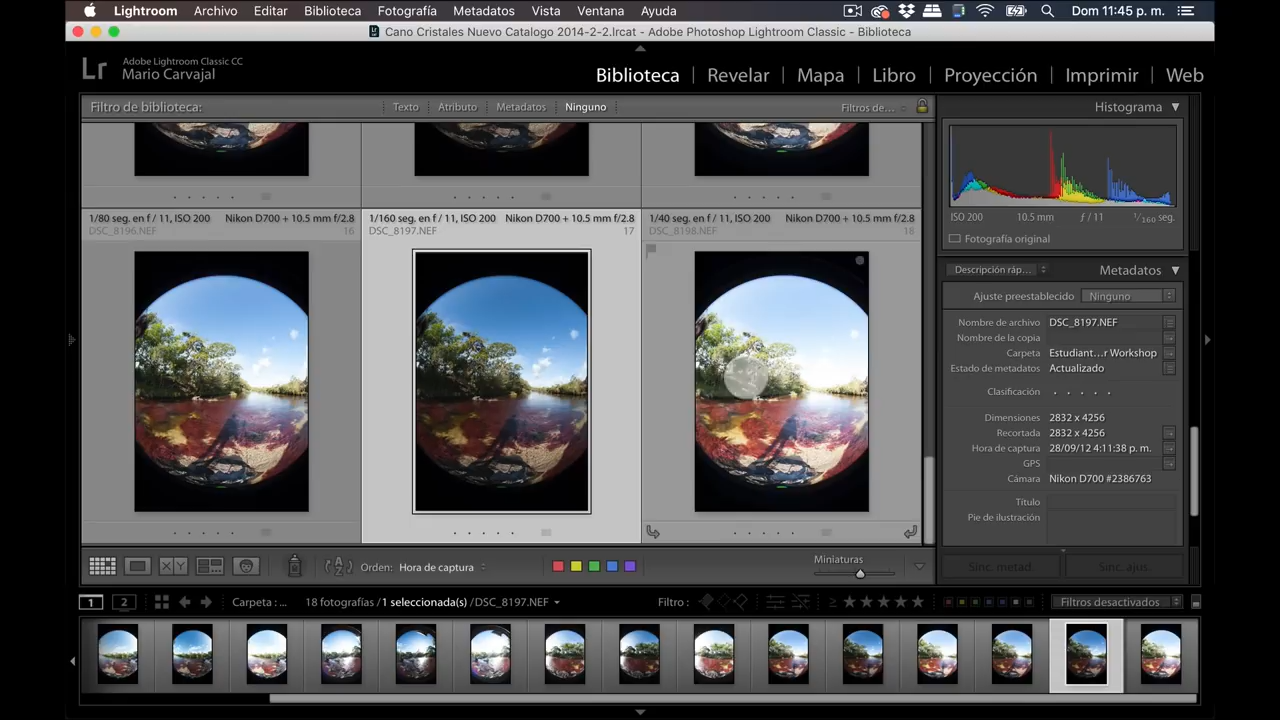 Lightroom Archivo Editar Biblioteca Fotografía Metadatos Vista Ventana Ayuda Dom 11:45 p. m.
Cano Cristales Nuevo Catalogo 2014-2-2.lrcat - Adobe Photoshop Lightroom Classic - Biblioteca
Lr
Adobe Lightroom Classic CC
Mario Carvajal
Biblioteca Revelar Mapa Libro Proyección Imprimir Web
Filtro de biblioteca: Texto Atributo Metadatos Ninguno Filtros de...
Histograma
ISO 200 10.5 mm ƒ / 11 1/160 seg.
Fotografía original
1/80 seg. en f / 11, ISO 200 Nikon D700 + 10.5 mm f/2.8
DSC_8196.NEF 16
1/160 seg. en f / 11, ISO 200 Nikon D700 + 10.5 mm f/2.8
DSC_8197.NEF 17
1/40 seg. en f / 11, ISO 200 Nikon D700 + 10.5 mm f/2.8
DSC_8198.NEF 18
Descripción ráp... Metadatos
Ajuste preestablecido Ninguno
Nombre de archivo DSC_8197.NEF
Nombre de la copia
Carpeta Estudiant...r Workshop
Estado de metadatos Actualizado
Clasificación
Dimensiones 2832 x 4256
Recortada 2832 x 4256
Hora de captura 28/09/12 4:11:38 p. m.
GPS
Cámara Nikon D700 #2386763
Título
Pie de ilustración
Sinc. metad. Sinc. ajus.
X Y A Z Orden: Hora de captura Miniaturas
1 2 Carpeta : ... 18 fotografías / 1 seleccionada(s) /DSC_8197.NEF Filtro : Filtros desactivados